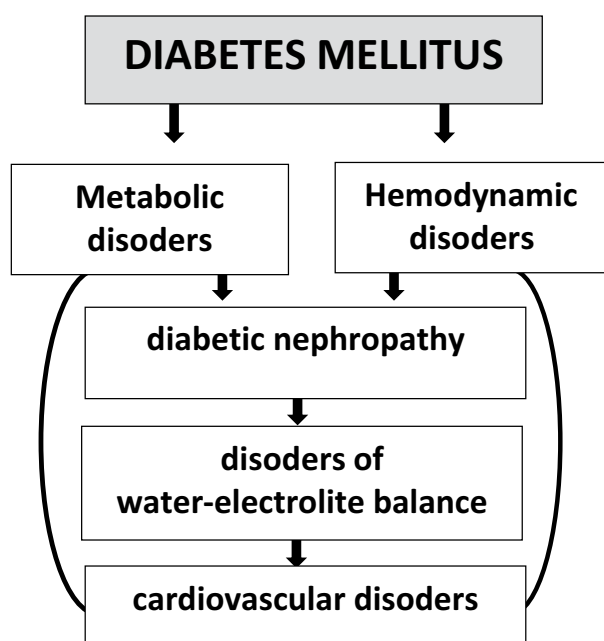 DIABETES MELLITUS
Metabolic
disoders
Hemodynamic
disoders
diabetic nephropathy
disoders of
water-electrolite balance
cardiovascular disoders